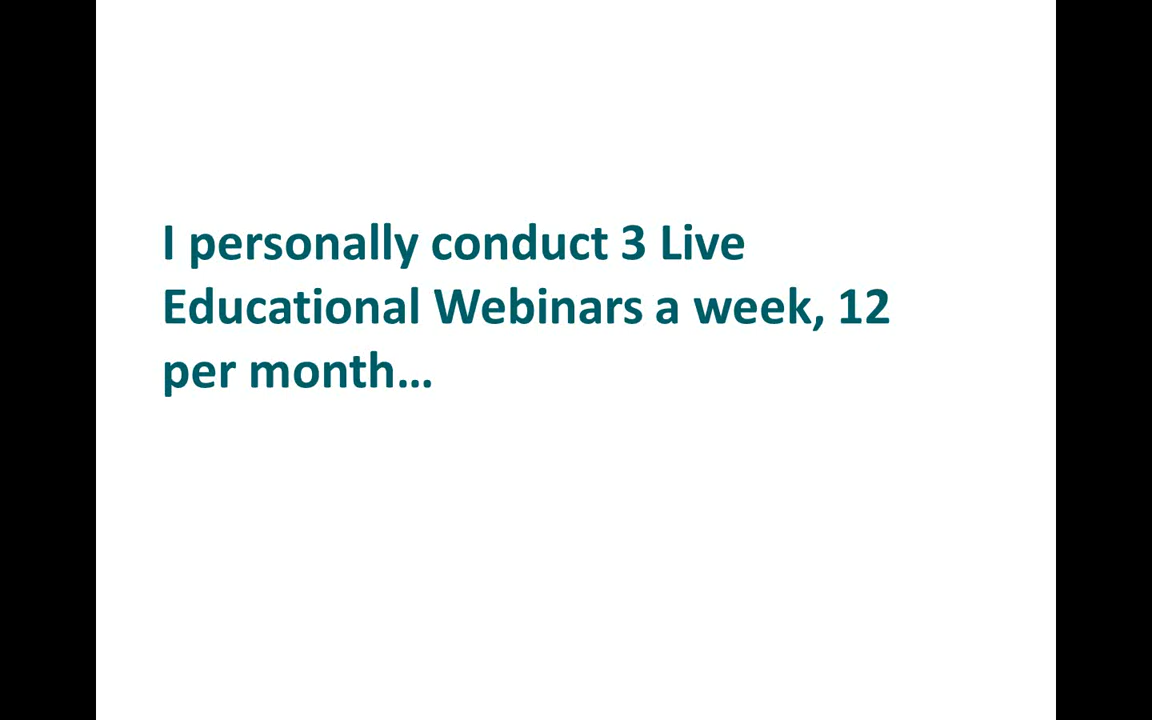 I personally conduct 3 Live
Educational Webinars a week, 12
per month…